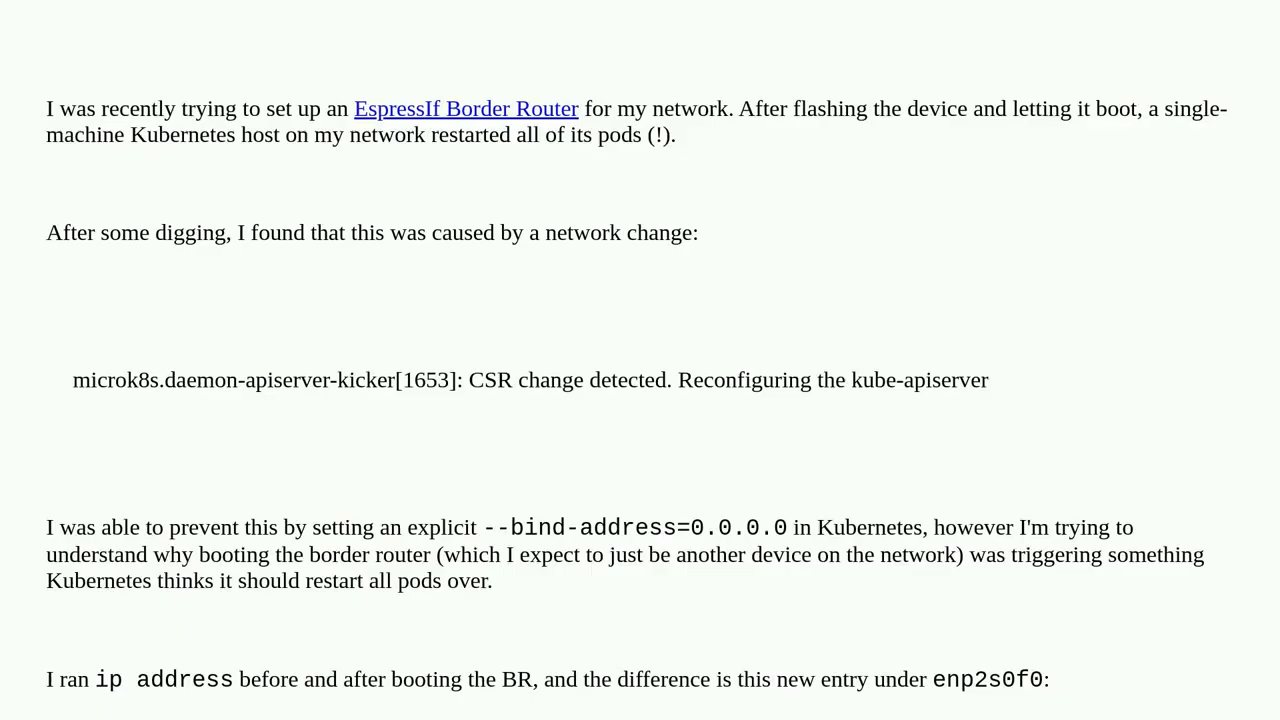 I was recently trying to set up an EspressIf Border Router for my network. After flashing the device and letting it boot, a single-
machine Kubernetes host on my network restarted all of its pods (!).
After some digging, I found that this was caused by a network change:
microk8s.daemon-apiserver-kicker[1653]: CSR change detected. Reconfiguring the kube-apiserver
I was able to prevent this by setting an explicit --bind-address=0.0.0.0 in Kubernetes, however I'm trying to
understand why booting the border router (which I expect to just be another device on the network) was triggering something
Kubernetes thinks it should restart all pods over.
I ran ip address before and after booting the BR, and the difference is this new entry under enp2s0f0: